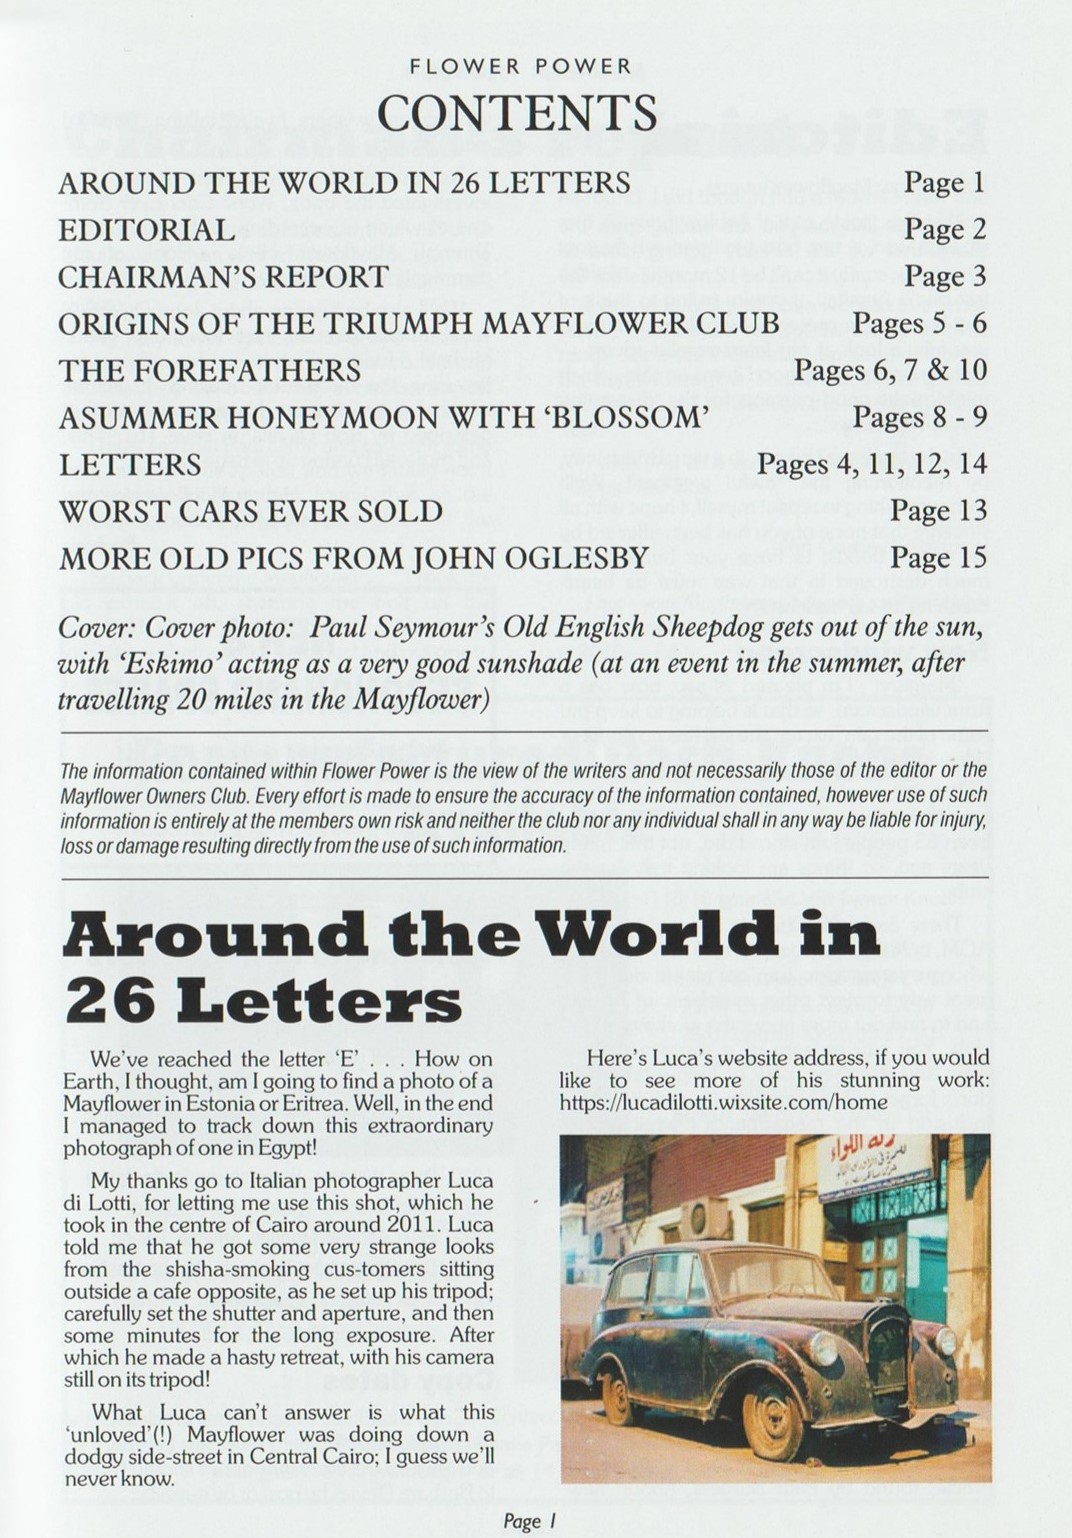 FLOWER POWER
CONTENTS
AROUND THE WORLD IN 26 LETTERS Page 1
EDITORIAL Page 2
CHAIRMAN'S REPORT Page 3
ORIGINS OF THE TRIUMPH MAYFLOWER CLUB Pages 5 - 6
THE FOREFATHERS Pages 6, 7 & 10
ASUMMER HONEYMOON WITH 'BLOSSOM' Pages 8 - 9
LETTERS Pages 4, 11, 12, 14
WORST CARS EVER SOLD Page 13
MORE OLD PICS FROM JOHN OGLESBY Page 15
Cover: Cover photo: Paul Seymour's Old English Sheepdog gets out of the sun,
with 'Eskimo' acting as a very good sunshade (at an event in the summer, after
travelling 20 miles in the Mayflower)
The information contained within Flower Power is the view of the writers and not necessarily those of the editor or the
Mayflower Owners Club. Every effort is made to ensure the accuracy of the information contained, however use of such
information is entirely at the members own risk and neither the club nor any individual shall in any way be liable for injury,
loss or damage resulting directly from the use of such information.
Around the World in
26 Letters
We've reached the letter 'E' . . . How on
Earth, I thought, am I going to find a photo of a
Mayflower in Estonia or Eritrea. Well, in the end
I managed to track down this extraordinary
photograph of one in Egypt!
My thanks go to Italian photographer Luca
di Lotti, for letting me use this shot, which he
took in the centre of Cairo around 2011. Luca
told me that he got some very strange looks
from the shisha-smoking cus-tomers sitting
outside a cafe opposite, as he set up his tripod;
carefully set the shutter and aperture, and then
some minutes for the long exposure. After
which he made a hasty retreat, with his camera
still on its tripod!
What Luca can't answer is what this
'unloved'(!) Mayflower was doing down a
dodgy side-street in Central Cairo; I guess we'll
never know.
Here's Luca's website address, if you would
like to see more of his stunning work:
https://lucadilotti.wixsite.com/home
اللواء
Page 1